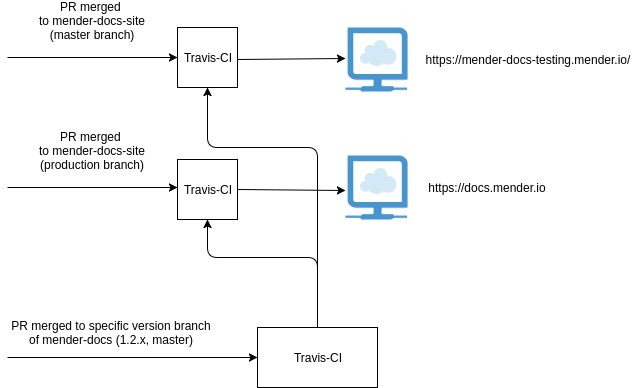 PR merged
to mender-docs-site
(master branch)
Travis-CI
https://mender-docs-testing.mender.io/
PR merged
to mender-docs-site
(production branch)
Travis-CI
https://docs.mender.io
PR merged to specific version branch
of mender-docs (1.2.x, master)
Travis-CI